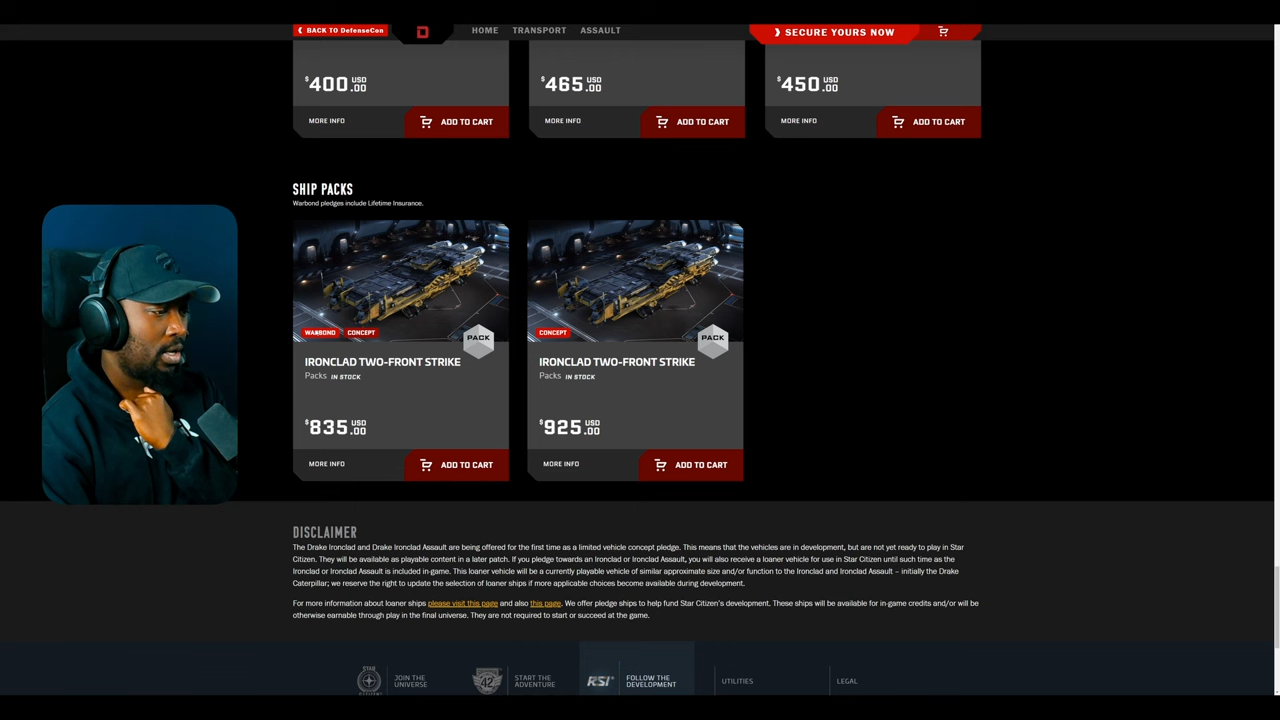 BACK TO DefenseCon
HOME
TRANSPORT
ASSAULT
SECURE YOURS NOW
$400.00 USD
$465.00 USD
$450.00 USD
MORE INFO
ADD TO CART
MORE INFO
ADD TO CART
MORE INFO
ADD TO CART
SHIP PACKS
Warbond pledges include Lifetime Insurance.
WARBOND
CONCEPT
PACK
CONCEPT
PACK
IRONCLAD TWO-FRONT STRIKE
Packs IN STOCK
IRONCLAD TWO-FRONT STRIKE
Packs IN STOCK
$835.00 USD
$925.00 USD
MORE INFO
ADD TO CART
MORE INFO
ADD TO CART
DISCLAIMER
The Drake Ironclad and Drake Ironclad Assault are being offered for the first time as a limited vehicle concept pledge. This means that the vehicles are in development, but are not yet ready to play in Star
Citizen. They will be available as playable content in a later patch. If you pledge towards an Ironclad or Ironclad Assault, you will also receive a loaner vehicle for use in Star Citizen until such time as the
Ironclad or Ironclad Assault is included in-game. This loaner vehicle will be a currently playable vehicle of similar approximate size and/or function to the Ironclad and Ironclad Assault – initially the Drake
Caterpillar; we reserve the right to update the selection of loaner ships if more applicable choices become available during development.
For more information about loaner ships please visit this page and also this page. We offer pledge ships to help fund Star Citizen's development. These ships will be available for in-game credits and/or will be
otherwise earnable through play in the final universe. They are not required to start or succeed at the game.
STAR
JOIN THE
UNIVERSE
42
START THE
ADVENTURE
RSI
FOLLOW THE
DEVELOPMENT
UTILITIES
LEGAL